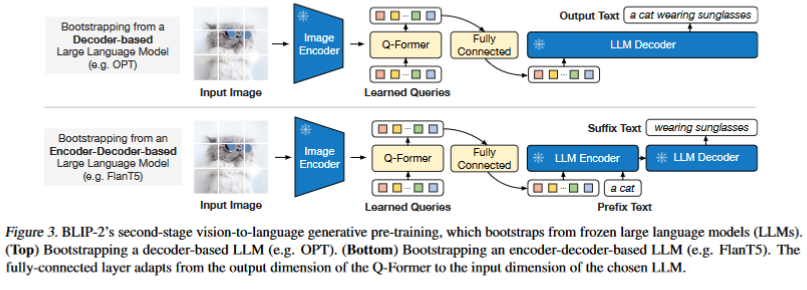 Bootstrapping from a
Decoder-based
Large Language Model
(e.g. OPT)
Input Image
Image
Encoder
Q-Former
Learned Queries
Fully
Connected
Output Text
a cat wearing sunglasses
LLM Decoder
Bootstrapping from an
Encoder-Decoder-based
Large Language Model
(e.g. FlanT5)
Input Image
Image
Encoder
Q-Former
Learned Queries
Fully
Connected
Suffix Text
wearing sunglasses
LLM Encoder
LLM Decoder
a cat
Prefix Text
Figure 3. BLIP-2's second-stage vision-to-language generative pre-training, which bootstraps from frozen large language models (LLMs).
(Top) Bootstrapping a decoder-based LLM (e.g. OPT). (Bottom) Bootstrapping an encoder-decoder-based LLM (e.g. FlanT5). The
fully-connected layer adapts from the output dimension of the Q-Former to the input dimension of the chosen LLM.